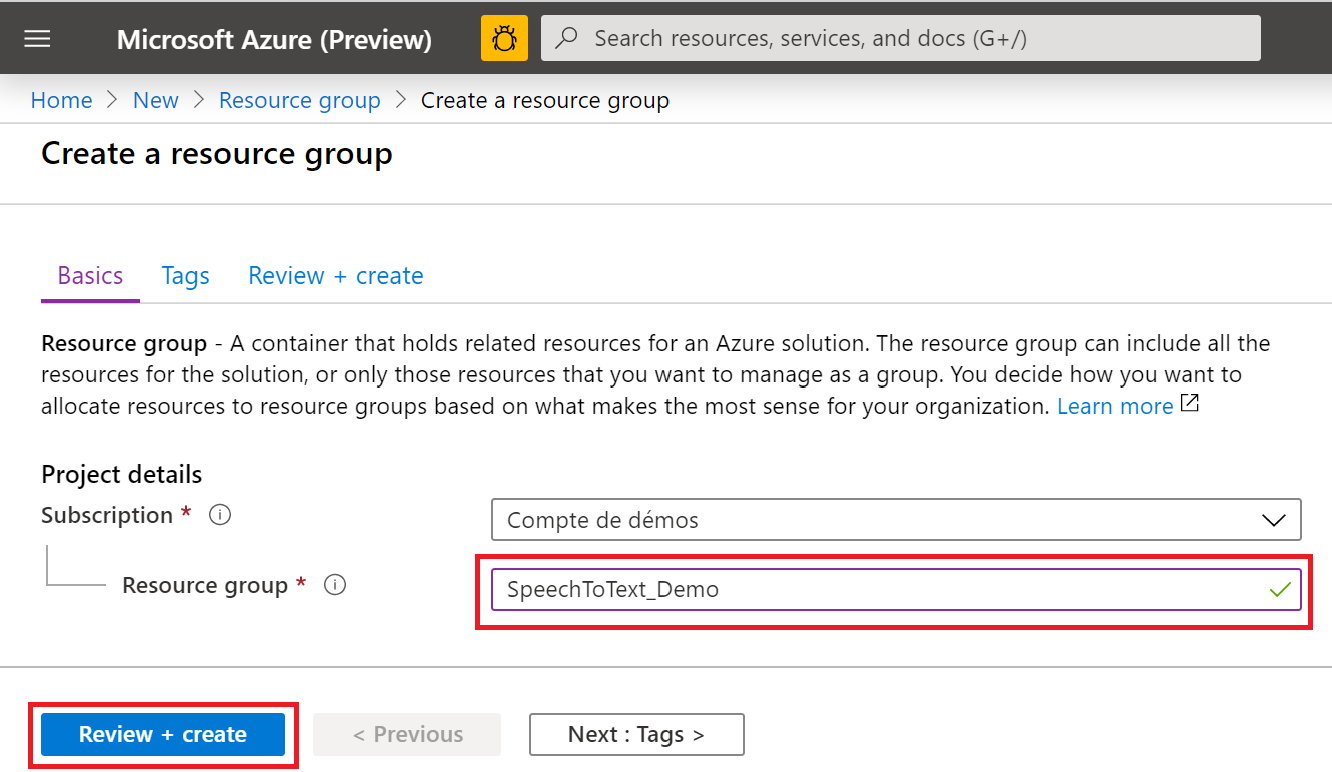 Microsoft Azure (Preview)
Search resources, services, and docs (G+/)
Home > New > Resource group > Create a resource group
Create a resource group
Basics Tags Review + create
Resource group - A container that holds related resources for an Azure solution. The resource group can include all the
resources for the solution, or only those resources that you want to manage as a group. You decide how you want to
allocate resources to resource groups based on what makes the most sense for your organization. Learn more
Project details
Subscription *
Compte de démos
Resource group *
SpeechToText_Demo
Review + create
< Previous
Next : Tags >